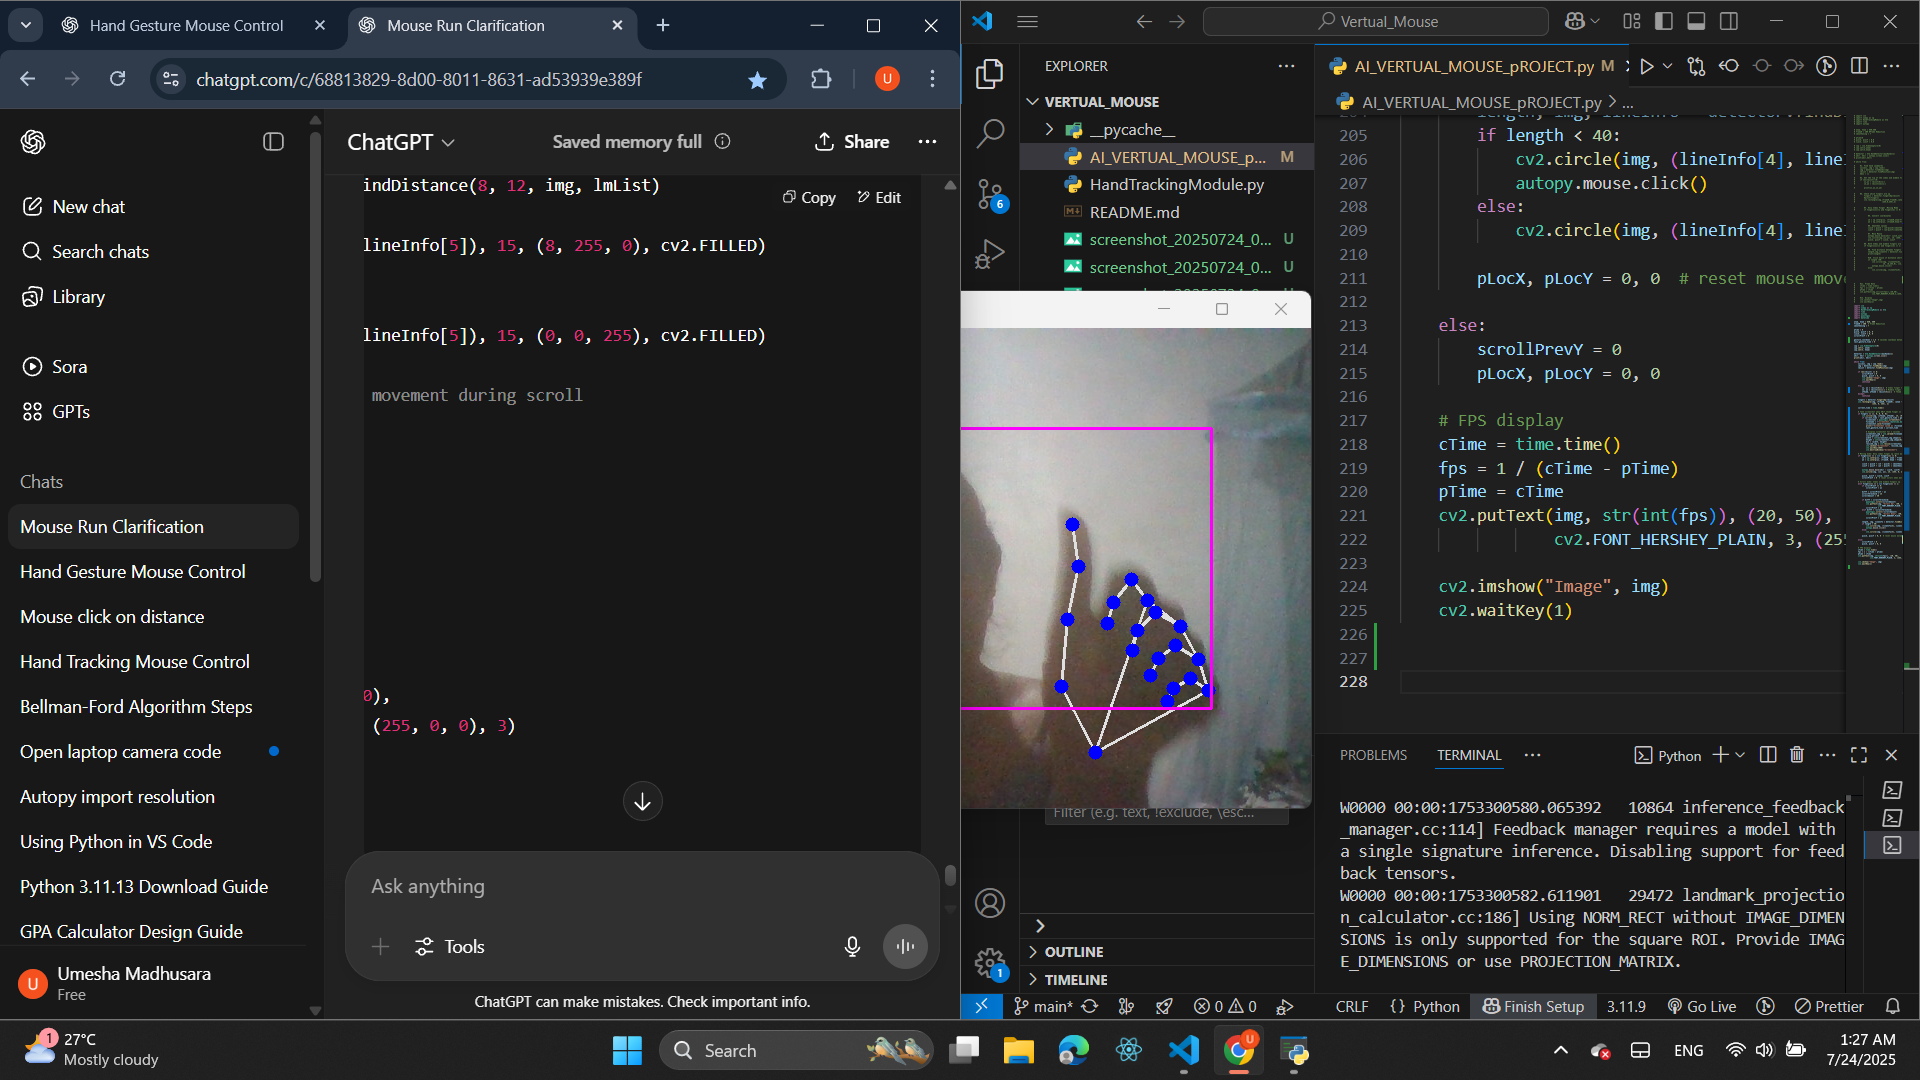 Hand Gesture Mouse Control
Mouse Run Clarification
chatgpt.com/c/68813829-8d00-8011-8631-ad53939e389f
U
ChatGPT
Saved memory full
Share
New chat
Search chats
Library
Sora
GPTs
Chats
Mouse Run Clarification
Hand Gesture Mouse Control
Mouse click on distance
Hand Tracking Mouse Control
Bellman-Ford Algorithm Steps
Open laptop camera code
Autopy import resolution
Using Python in VS Code
Python 3.11.13 Download Guide
GPA Calculator Design Guide
U
Umesha Madhusara
Free
Copy
Edit
indDistance(8, 12, img, lmList)
lineInfo[5]), 15, (8, 255, 0), cv2.FILLED)
lineInfo[5]), 15, (0, 0, 255), cv2.FILLED)
movement during scroll
0),
(255, 0, 0), 3)
Ask anything
Tools
ChatGPT can make mistakes. Check important info.
Vertual_Mouse
EXPLORER
VERTUAL_MOUSE
__pycache__
AI_VERTUAL_MOUSE_p... M
HandTrackingModule.py
README.md
screenshot_20250724_0... U
screenshot_20250724_0... U
6
Filter (e.g. text, !exclude, \esc...
OUTLINE
TIMELINE
1
AI_VERTUAL_MOUSE_pROJECT.py M
AI_VERTUAL_MOUSE_pROJECT.py > ...
205 if length < 40:
206 cv2.circle(img, (lineInfo[4], line
207 autopy.mouse.click()
208 else:
209 cv2.circle(img, (lineInfo[4], line
210
211 pLocX, pLocY = 0, 0 # reset mouse mov
212
213 else:
214 scrollPrevY = 0
215 pLocX, pLocY = 0, 0
216
217 # FPS display
218 cTime = time.time()
219 fps = 1 / (cTime - pTime)
220 pTime = cTime
221 cv2.putText(img, str(int(fps)), (20, 50),
222 cv2.FONT_HERSHEY_PLAIN, 3, (255
223
224 cv2.imshow("Image", img)
225 cv2.waitKey(1)
226
227
228
PROBLEMS
TERMINAL
Python
W0000 00:00:1753300580.065392 10864 inference_feedback
_manager.cc:114] Feedback manager requires a model with
a single signature inference. Disabling support for feed
back tensors.
W0000 00:00:1753300582.611901 29472 landmark_projectio
n_calculator.cc:186] Using NORM_RECT without IMAGE_DIMEN
SIONS is only supported for the square ROI. Provide IMAG
E_DIMENSIONS or use PROJECTION_MATRIX.
main*
0
0
CRLF
{} Python
Finish Setup
3.11.9
Go Live
Prettier
1
27°C
Mostly cloudy
Search
U
ENG
1:27 AM
7/24/2025